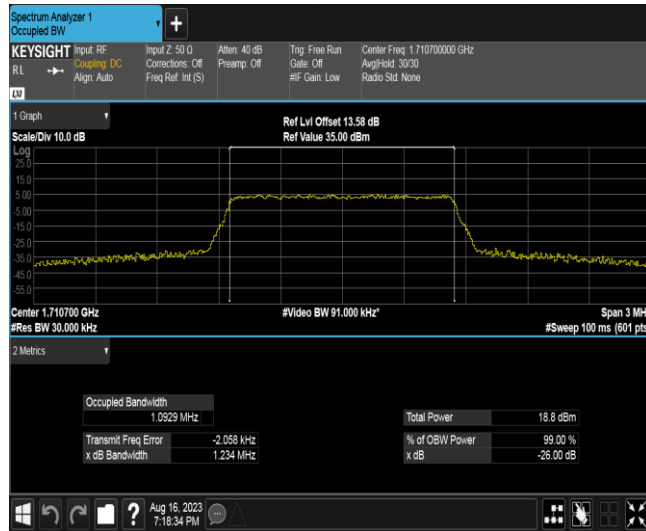 Spectrum Analyzer 1
Occupied BW
+
KEYSIGHT Input: RF Input Z: 50 Ω Atten: 40 dB Trig: Free Run Center Freq: 1.710700000 GHz
RL Coupling: DC Corrections: Off Preamp: Off Gate: Off Avg|Hold: 30/30
Align: Auto Freq Ref: Int (S) #IF Gain: Low Radio Std: None
LXI
1 Graph
Ref Lvl Offset 13.58 dB
Scale/Div 10.0 dB Ref Value 35.00 dBm
Log
25.0
15.0
5.00
-5.00
-15.0
-25.0
-35.0
-45.0
-55.0
Center 1.710700 GHz #Video BW 91.000 kHz* Span 3 MH
#Res BW 30.000 kHz #Sweep 100 ms (601 pts
2 Metrics
Occupied Bandwidth
1.0929 MHz Total Power 18.8 dBm
Transmit Freq Error -2.058 kHz % of OBW Power 99.00 %
x dB Bandwidth 1.234 MHz x dB -26.00 dB
? Aug 16, 2023
7:18:34 PM